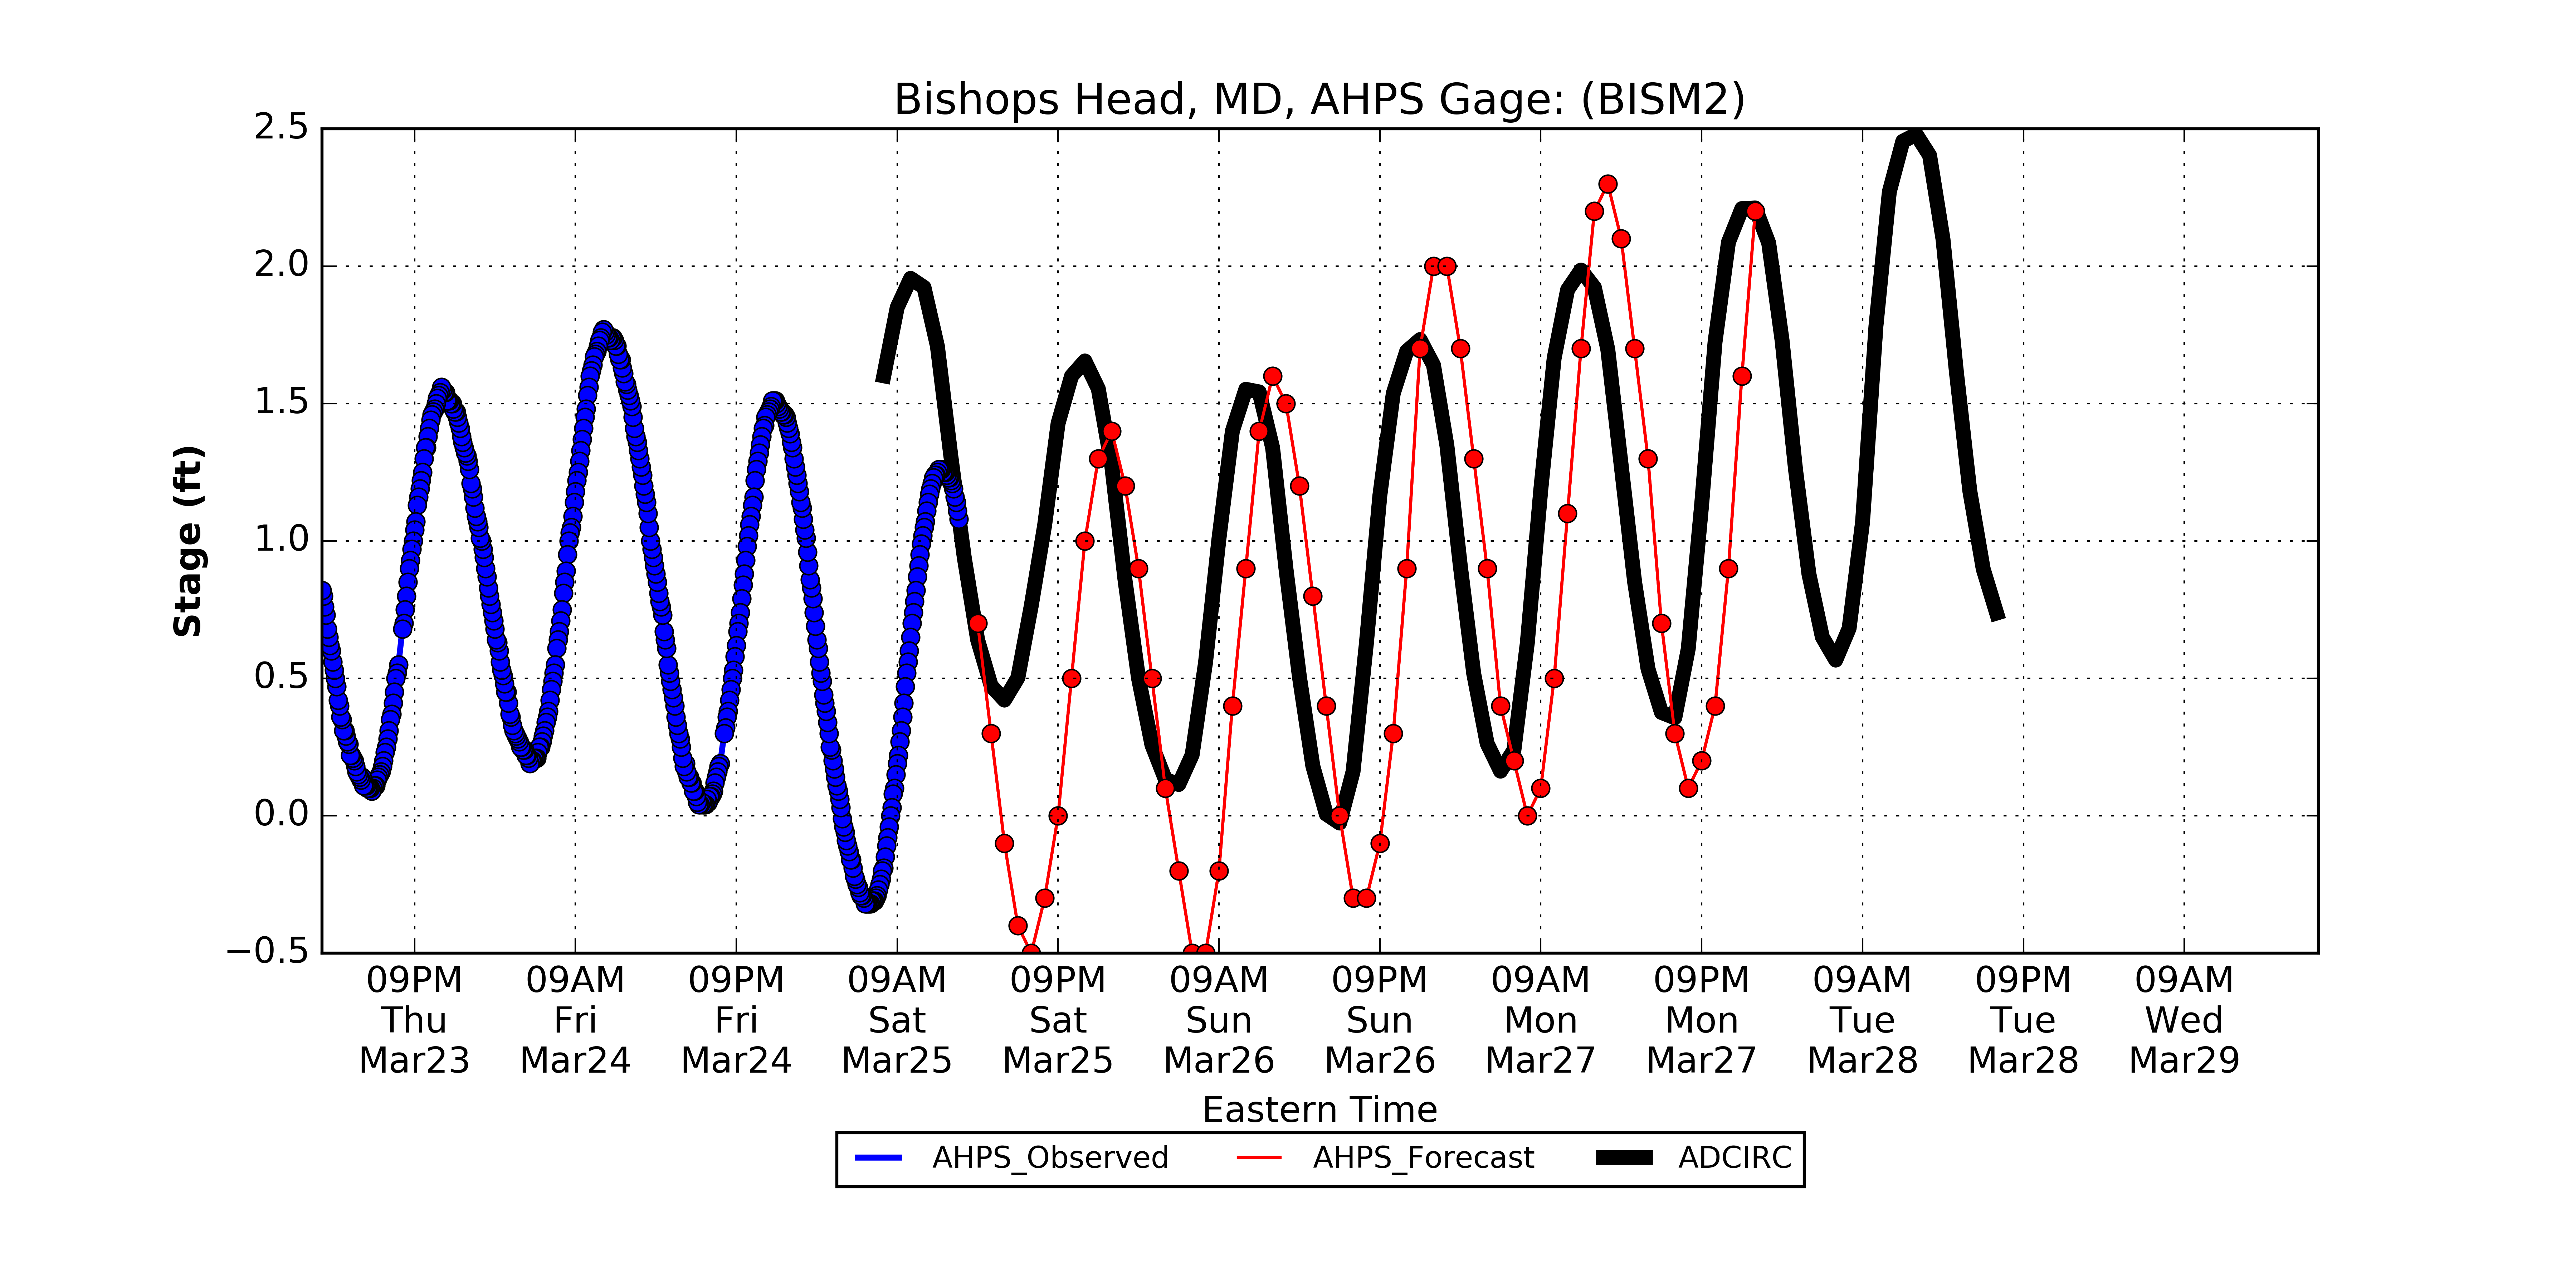 Bishops Head, MD, AHPS Gage: (BISM2)
Stage (ft)
2.5
2.0
1.5
1.0
0.5
0.0
−0.5
09PM Thu Mar23
09AM Fri Mar24
09PM Fri Mar24
09AM Sat Mar25
09PM Sat Mar25
09AM Sun Mar26
09PM Sun Mar26
09AM Mon Mar27
09PM Mon Mar27
09AM Tue Mar28
09PM Tue Mar28
09AM Wed Mar29
Eastern Time
AHPS_Observed
AHPS_Forecast
ADCIRC